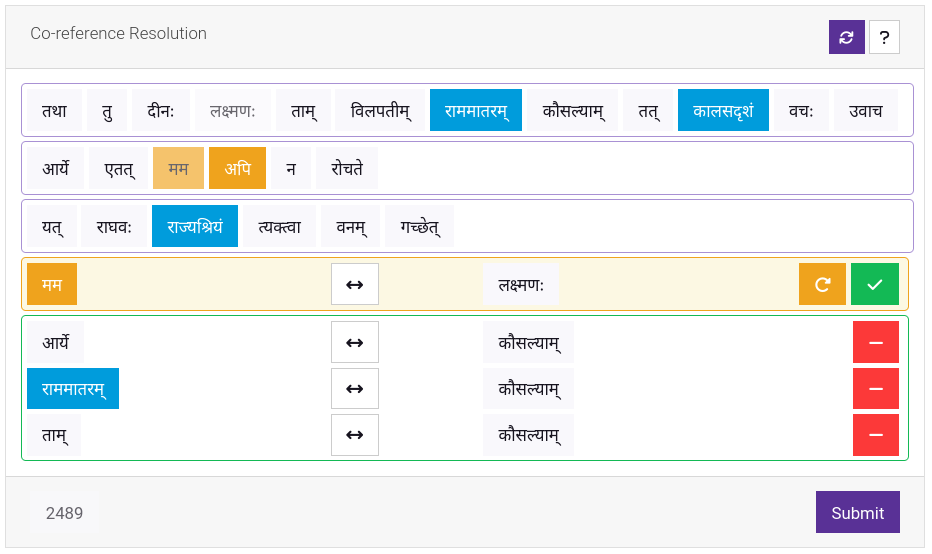 Co-reference Resolution ?
तथा तु दीनः लक्ष्मणः ताम् विलपतीम् राममातरम् कौसल्याम् तत् कालसदृशं वचः उवाच
आर्ये एतत् मम अपि न रोचते
यत् राघवः राज्यश्रियं त्यक्त्वा वनम् गच्छेत्
मम ↔ लक्ष्मणः
आर्ये ↔ कौसल्याम्
राममातरम् ↔ कौसल्याम्
ताम् ↔ कौसल्याम्
2489 Submit